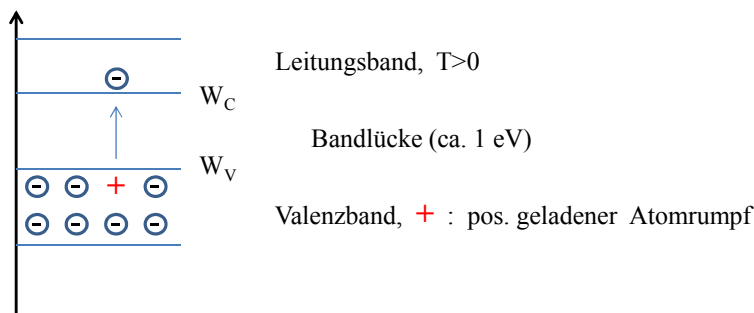 Leitungsband, T>0
W_C
Bandlücke (ca. 1 eV)
W_V
Valenzband, + : pos. geladener Atomrumpf